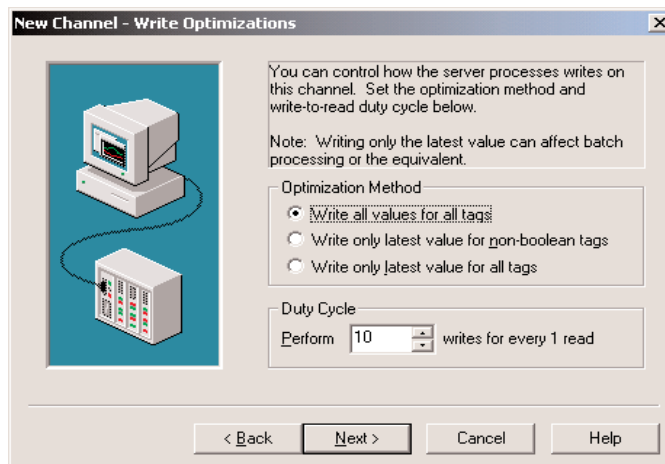 New Channel - Write Optimizations
You can control how the server processes writes on
this channel.  Set the optimization method and
write-to-read duty cycle below.
Note:  Writing only the latest value can affect batch
processing or the equivalent.
Optimization Method
Write all values for all tags
Write only latest value for non-boolean tags
Write only latest value for all tags
Duty Cycle
Perform 10 writes for every 1 read
< Back Next > Cancel Help